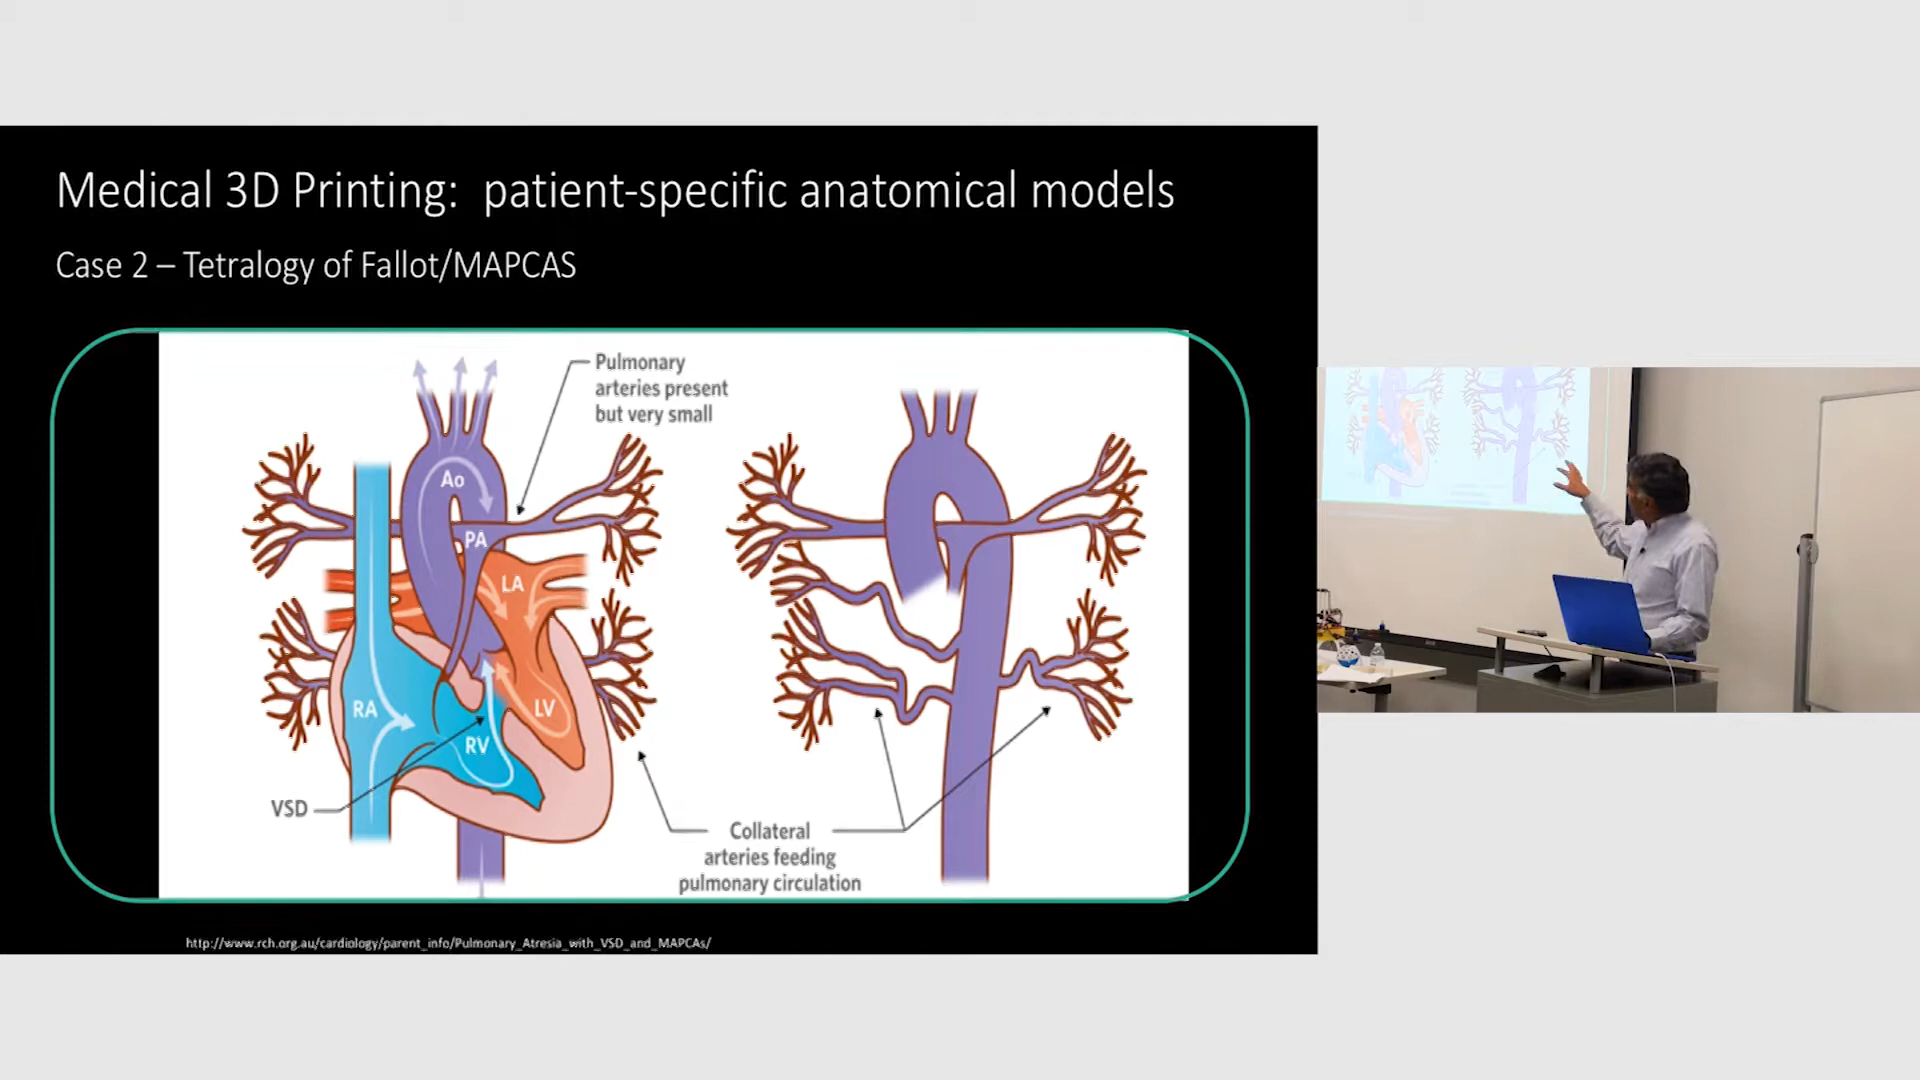 Medical 3D Printing: patient-specific anatomical models
Case 2 – Tetralogy of Fallot/MAPCAS
Pulmonary
arteries present
but very small
Ao
PA
LA
RA
LV
RV
VSD
Collateral
arteries feeding
pulmonary circulation
http://www.rch.org.au/cardiology/parent_info/Pulmonary_Atresia_with_VSD_and_MAPCAs/